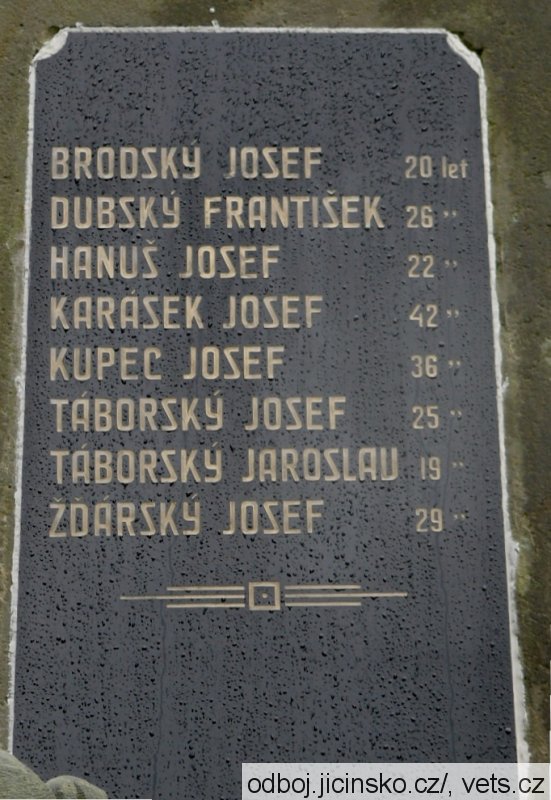 BRODSKÝ JOSEF 20 let
DUBSKÝ FRANTIŠEK 26 "
HANUŠ JOSEF 22 "
KARÁSEK JOSEF 42 "
KUPEC JOSEF 36 "
TÁBORSKÝ JOSEF 25 "
TÁBORSKÝ JAROSLAV 19 "
ŽĎÁRSKÝ JOSEF 29 "
odboj.jicinsko.cz/, vets.cz